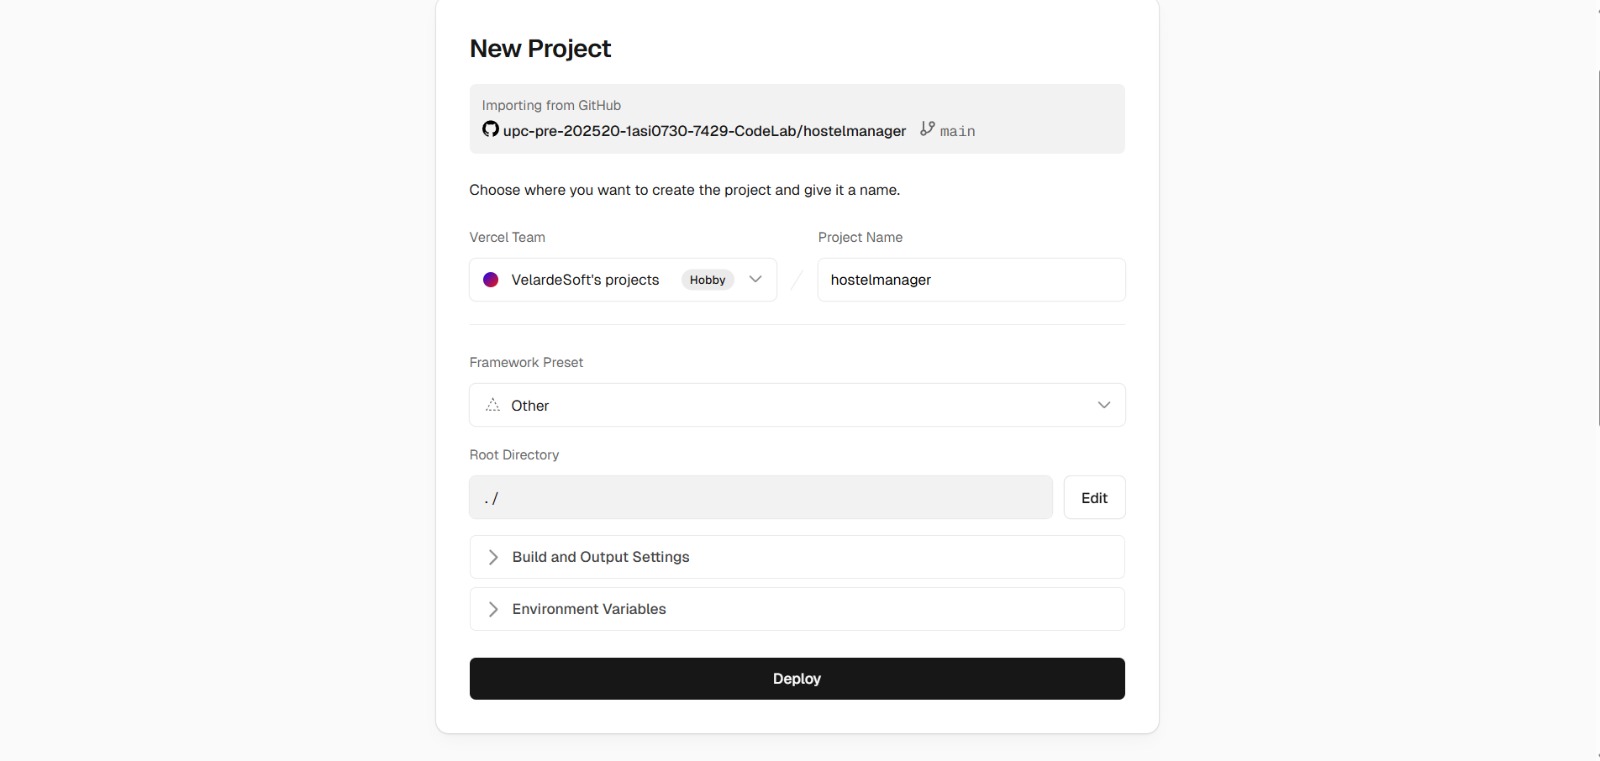 New Project
Importing from GitHub
upc-pre-202520-1asi0730-7429-CodeLab/hostelmanager main
Choose where you want to create the project and give it a name.
Vercel Team
Project Name
VelardeSoft's projects Hobby
hostelmanager
Framework Preset
Other
Root Directory
./
Edit
Build and Output Settings
Environment Variables
Deploy